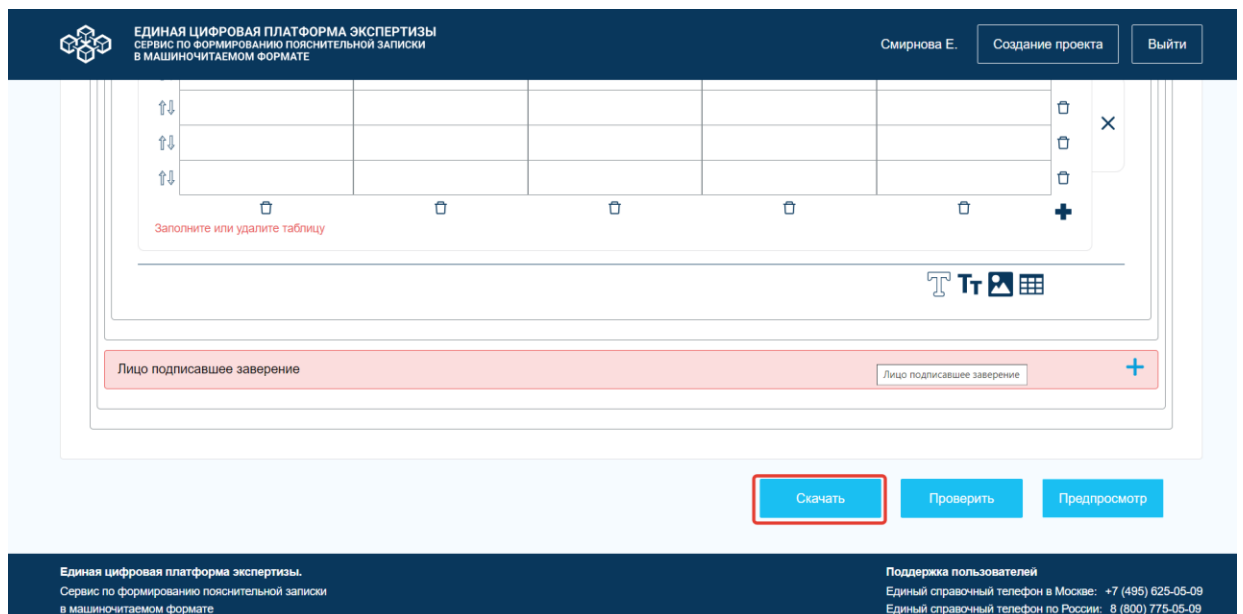 ЕДИНАЯ ЦИФРОВАЯ ПЛАТФОРМА ЭКСПЕРТИЗЫ
СЕРВИС ПО ФОРМИРОВАНИЮ ПОЯСНИТЕЛЬНОЙ ЗАПИСКИ
В МАШИНОЧИТАЕМОМ ФОРМАТЕ
Смирнова Е.
Создание проекта
Выйти
Заполните или удалите таблицу
Лицо подписавшее заверение
Лицо подписавшее заверение
Скачать
Проверить
Предпросмотр
Единая цифровая платформа экспертизы.
Сервис по формированию пояснительной записки
в машиночитаемом формате
Поддержка пользователей
Единый справочный телефон в Москве: +7 (495) 625-05-09
Единый справочный телефон по России: 8 (800) 775-05-09